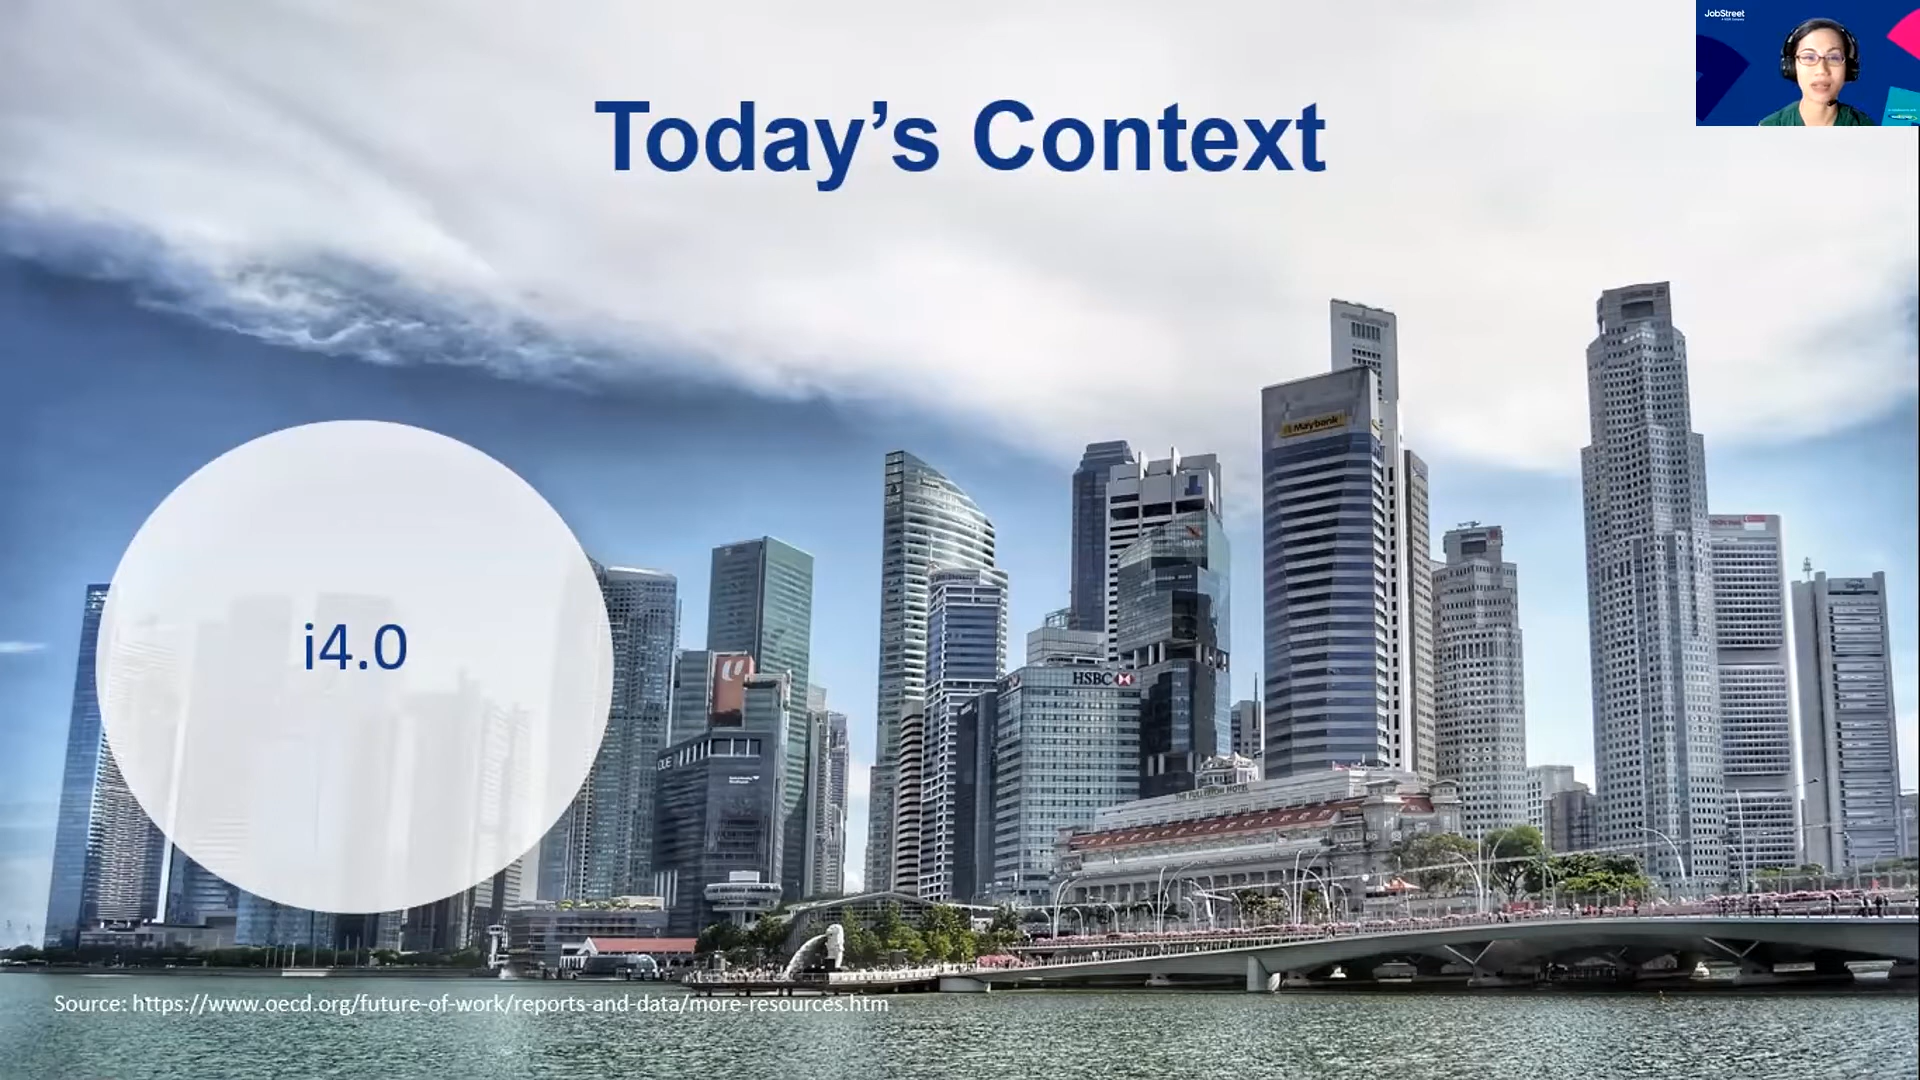 JobStreet
Today’s Context
Maybank
i4.0
HSBC
OUE
THE FULLERTON HOTEL
Source: https://www.oecd.org/future-of-work/reports-and-data/more-resources.htm